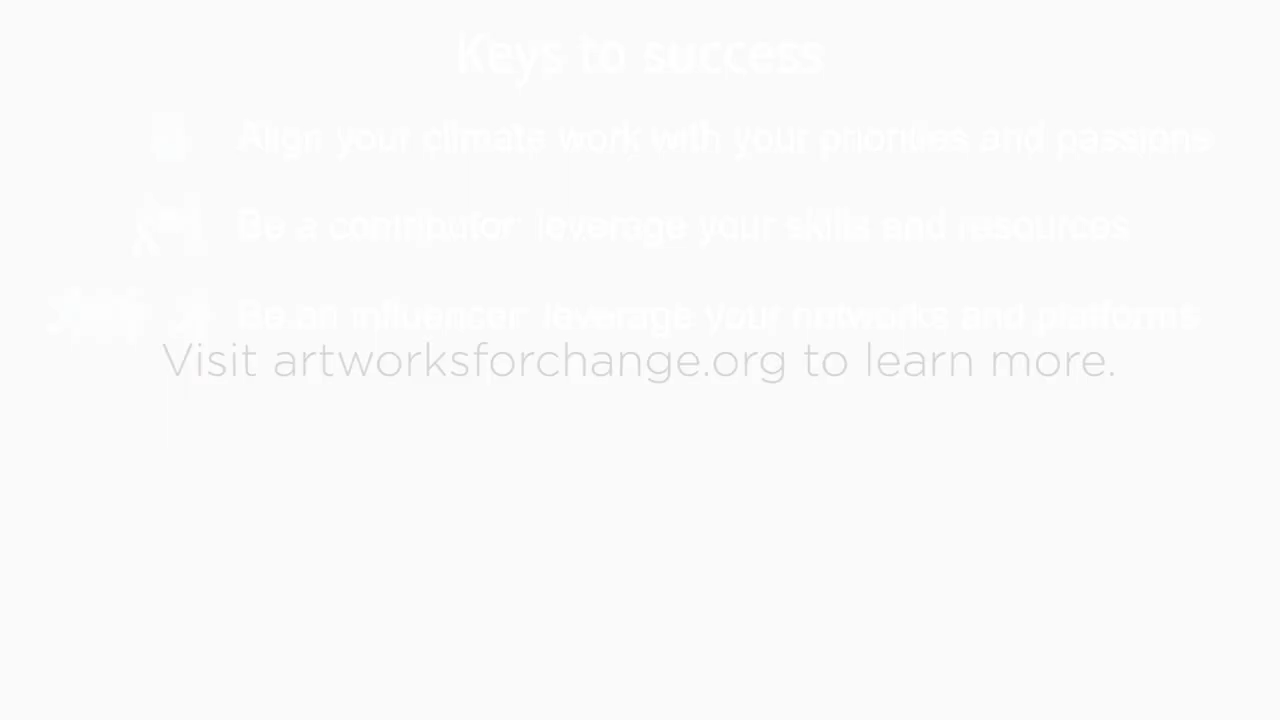 Keys to success
Align your climate work with your priorities and passions
Be a contributor: leverage your skills and resources
Be an influencer: leverage your networks and platforms
Visit artworksforchange.org to learn more.